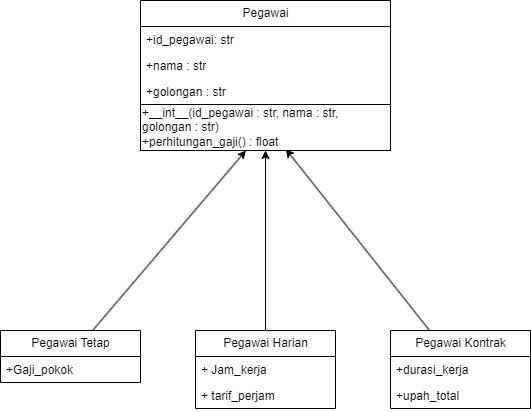 Pegawai
+id_pegawai: str
+nama : str
+golongan : str
+__int__(id_pegawai : str, nama : str,
golongan : str)
+perhitungan_gaji() : float
Pegawai Tetap
+Gaji_pokok
Pegawai Harian
+ Jam_kerja
+ tarif_perjam
Pegawai Kontrak
+durasi_kerja
+upah_total